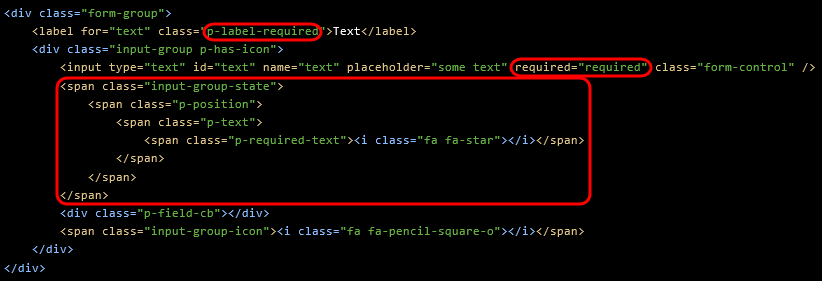 <div class="form-group">
    <label for="text" class="p-label-required">Text</label>
    <div class="input-group p-has-icon">
        <input type="text" id="text" name="text" placeholder="some text" required="required" class="form-control" />
        <span class="input-group-state">
            <span class="p-position">
                <span class="p-text">
                    <span class="p-required-text"><i class="fa fa-star"></i></span>
                </span>
            </span>
        </span>
        <div class="p-field-cb"></div>
        <span class="input-group-icon"><i class="fa fa-pencil-square-o"></i></span>
    </div>
</div>